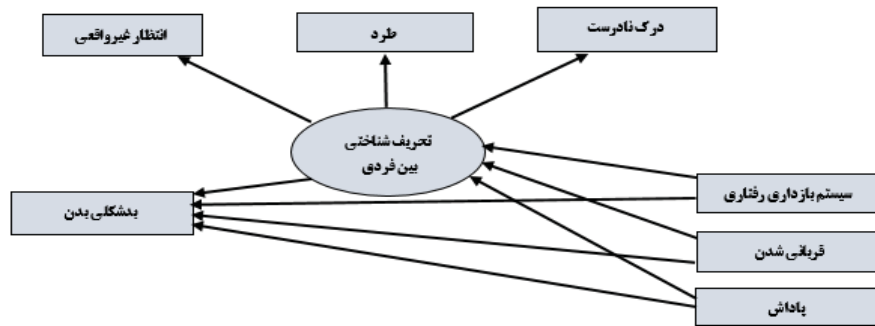 درک نادرست
طرد
انتظار غیرواقعی
تحریف شناختی
بین فردی
سیستم بازداری رفتاری
بدشکلی بدن
قربانی شدن
پاداش